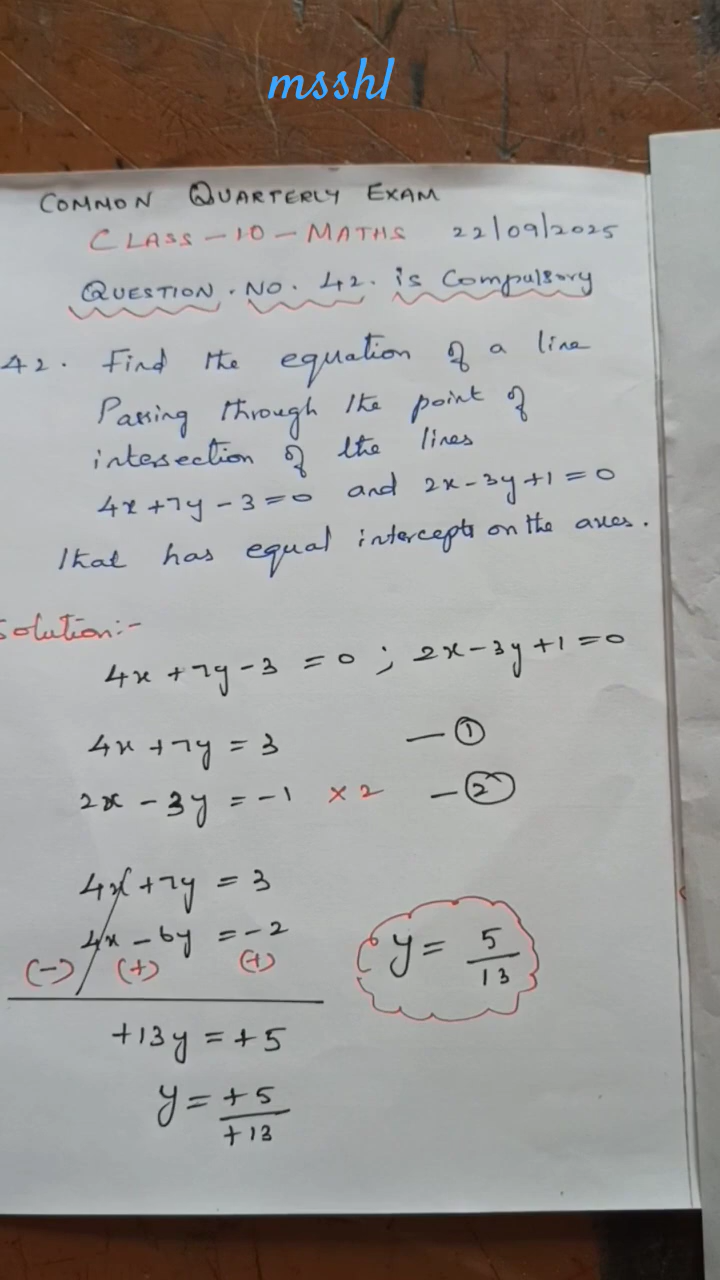 msshl
COMMON QUARTERLY EXAM
CLASS - 10 - MATHS 22/09/2025
QUESTION. NO. 42. is Compulsory
42. Find the equation of a line
Passing through the point of
intersection of the lines
4x + 7y - 3 = 0 and 2x - 3y + 1 = 0
that has equal intercepts on the axes.
Solution:-
4x + 7y - 3 = 0 ; 2x - 3y + 1 = 0
4x + 7y = 3 — ①
2x - 3y = -1 × 2 — ②
4x + 7y = 3
4x - 6y = -2
(-) (+) (+)
y = 5/13
+13y = +5
y = +5/+13